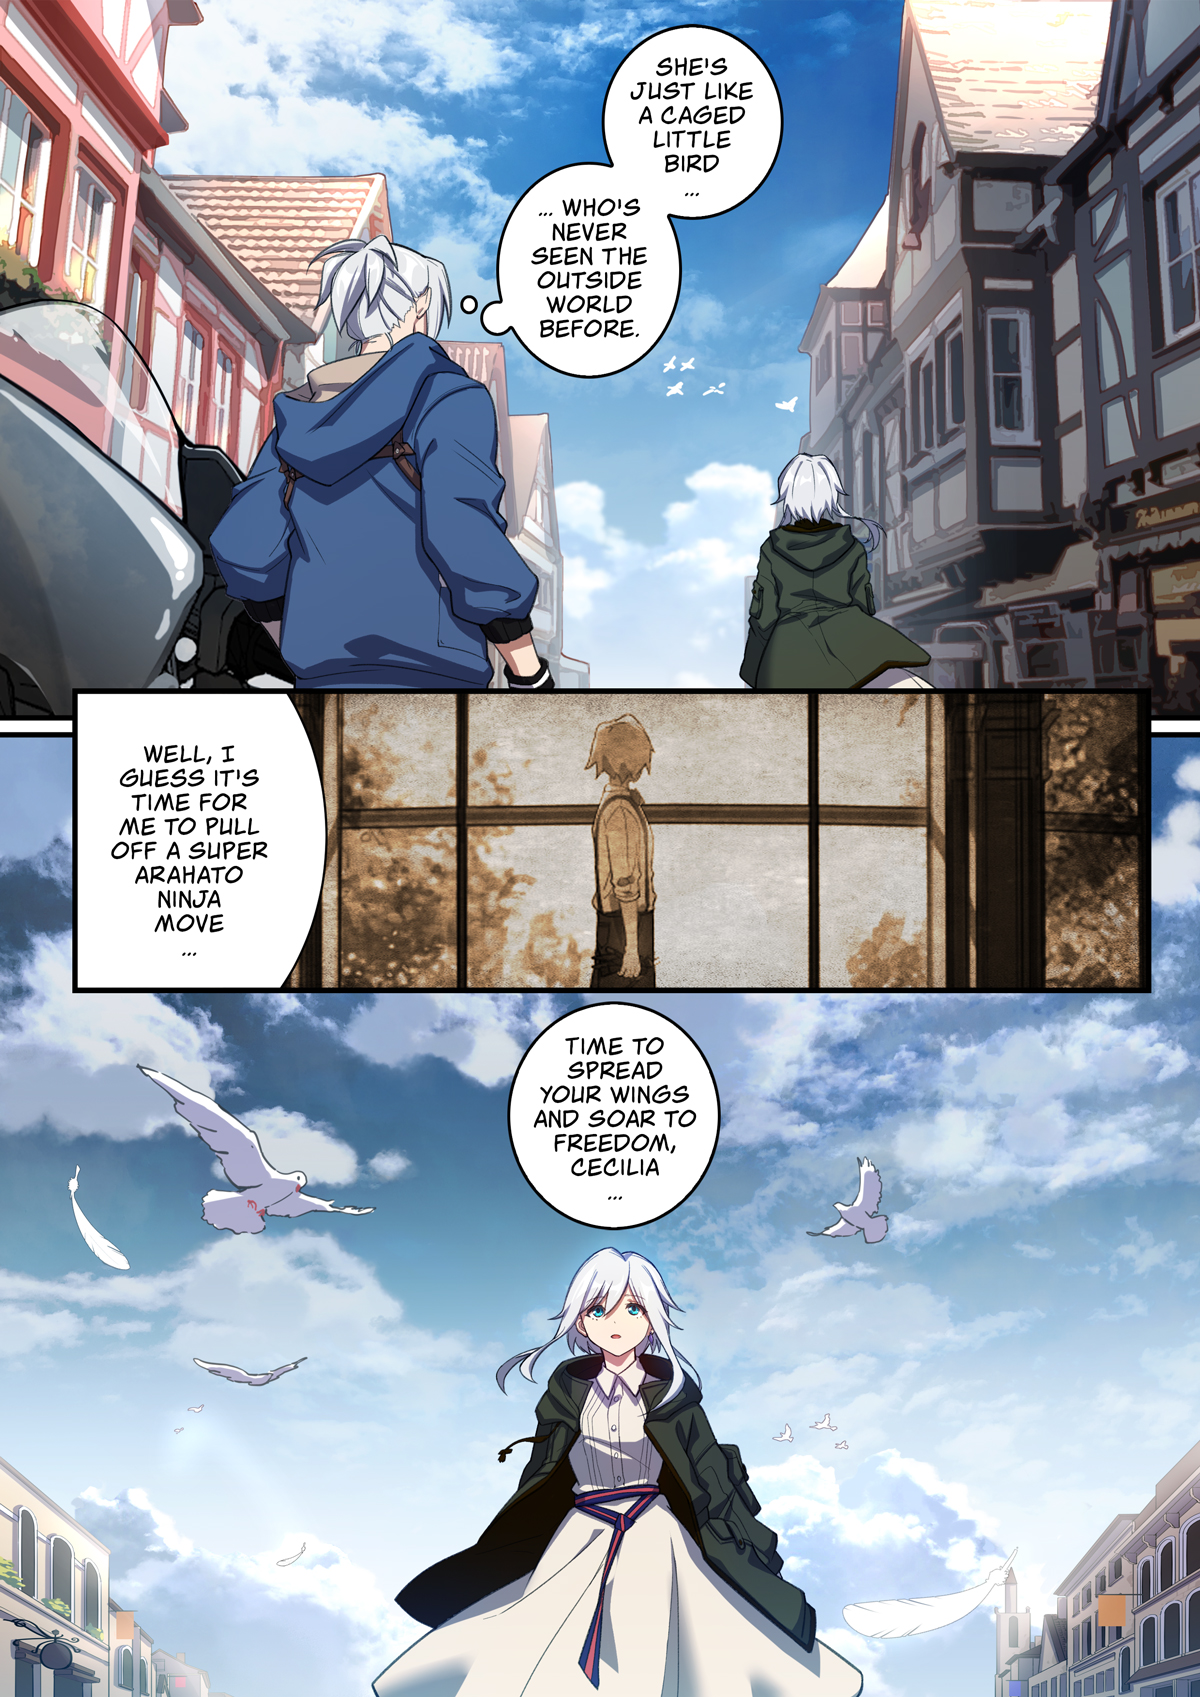 SHE'S
JUST LIKE
A CAGED
LITTLE
BIRD
...
... WHO'S
NEVER
SEEN THE
OUTSIDE
WORLD
BEFORE.
WELL, I
GUESS IT'S
TIME FOR
ME TO PULL
OFF A SUPER
ARAHATO
NINJA
MOVE
...
TIME TO
SPREAD
YOUR WINGS
AND SOAR TO
FREEDOM,
CECILIA
...